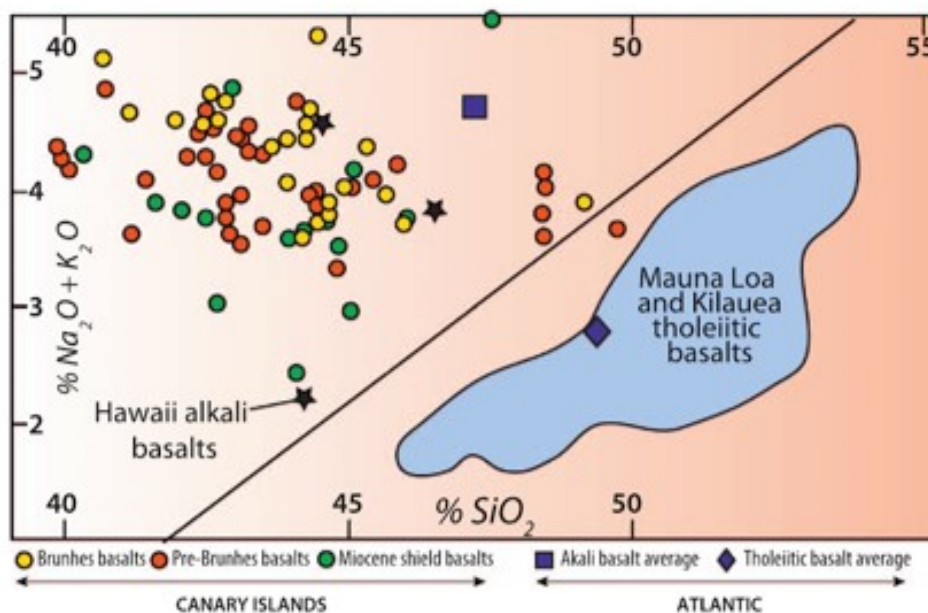 40 45 50 55
5
4
3
2
% Na₂O + K₂O
Mauna Loa
and Kilauea
tholeiitic
basalts
Hawaii alkali
basalts
40 45 50
% SiO₂
Brunhes basalts Pre-Brunhes basalts Miocene shield basalts Akali basalt average Tholeiitic basalt average
CANARY ISLANDS ATLANTIC